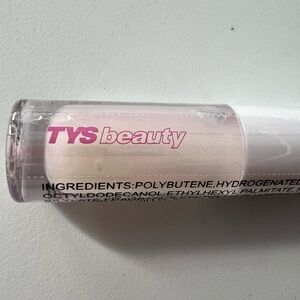 TYS beauty
INGREDIENTS:POLYBUTENE,HYDROGENATED
OCTYLDODECANOL,ETHYLHEXYL PALMITATE,